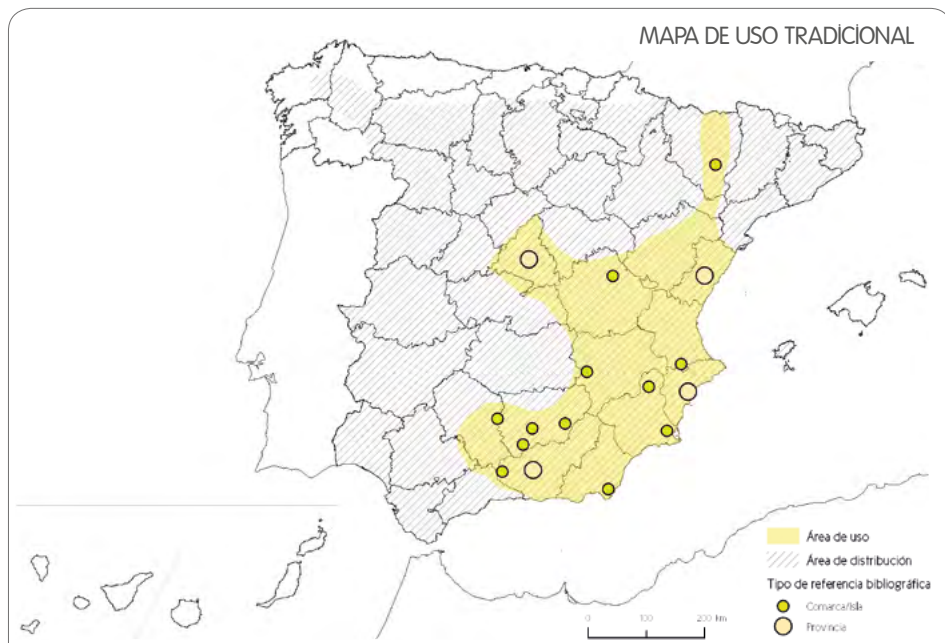 MAPA DE USO TRADICIONAL
Área de uso
Área de distribución
Tipo de referencia bibliográfica
Comarca/Isla
Provincia
0 100 200 km